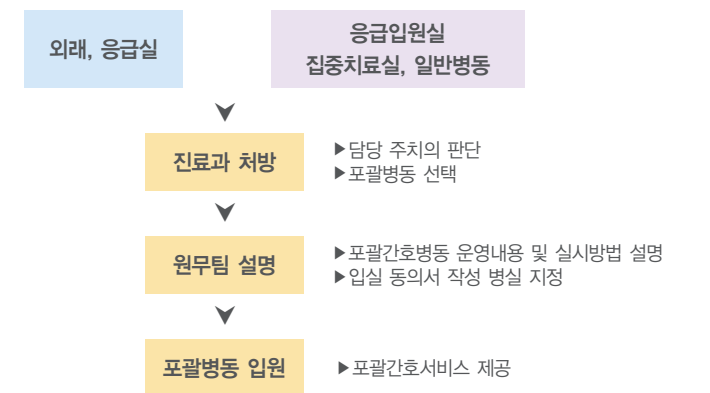 외래, 응급실
응급입원실
집중치료실, 일반병동
진료과 처방
▶담당 주치의 판단
▶포괄병동 선택
원무팀 설명
▶포괄간호병동 운영내용 및 실시방법 설명
▶입실 동의서 작성 병실 지정
포괄병동 입원
▶포괄간호서비스 제공